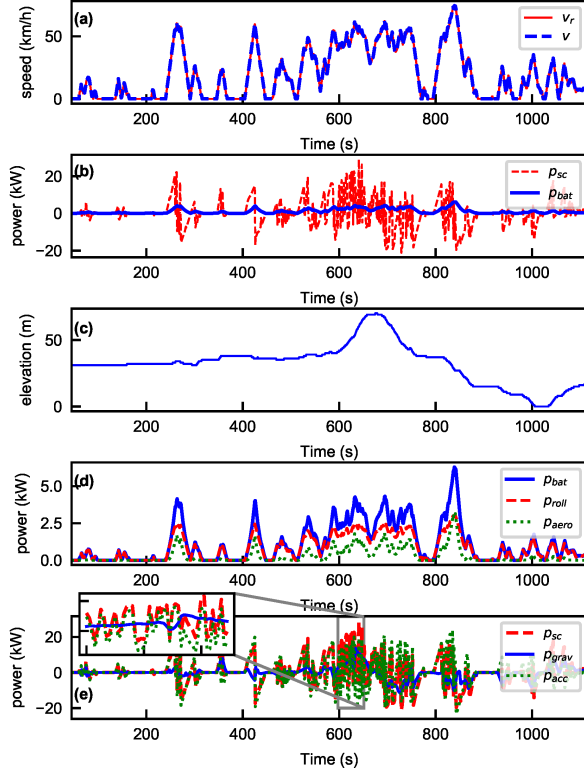 (a)
v_r
v
50
0
speed (km/h)
200 400 600 800 1000
Time (s)
(b)
p_sc
p_bat
20
0
−20
power (kW)
200 400 600 800 1000
Time (s)
(c)
50
0
elevation (m)
200 400 600 800 1000
Time (s)
(d)
p_bat
p_roll
p_aero
5.0
2.5
0.0
power (kW)
200 400 600 800 1000
Time (s)
p_sc
p_grav
p_acc
20
0
−20
power (kW)
(e)
200 400 600 800 1000
Time (s)